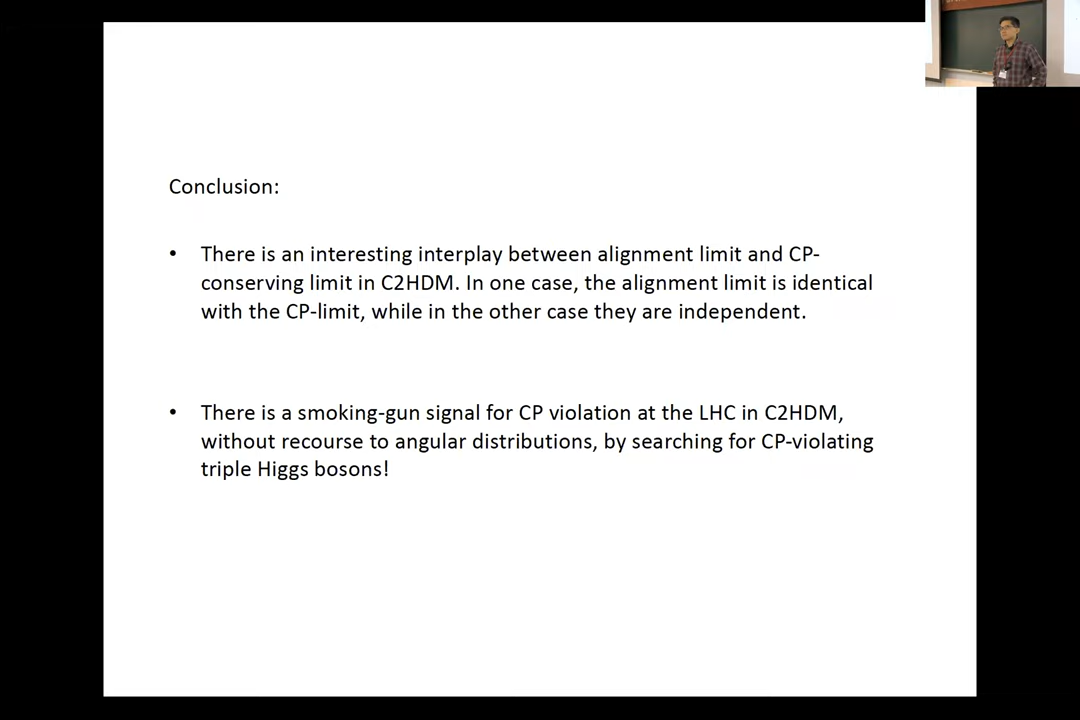 Conclusion:
• There is an interesting interplay between alignment limit and CP-
conserving limit in C2HDM. In one case, the alignment limit is identical
with the CP-limit, while in the other case they are independent.
• There is a smoking-gun signal for CP violation at the LHC in C2HDM,
without recourse to angular distributions, by searching for CP-violating
triple Higgs bosons!